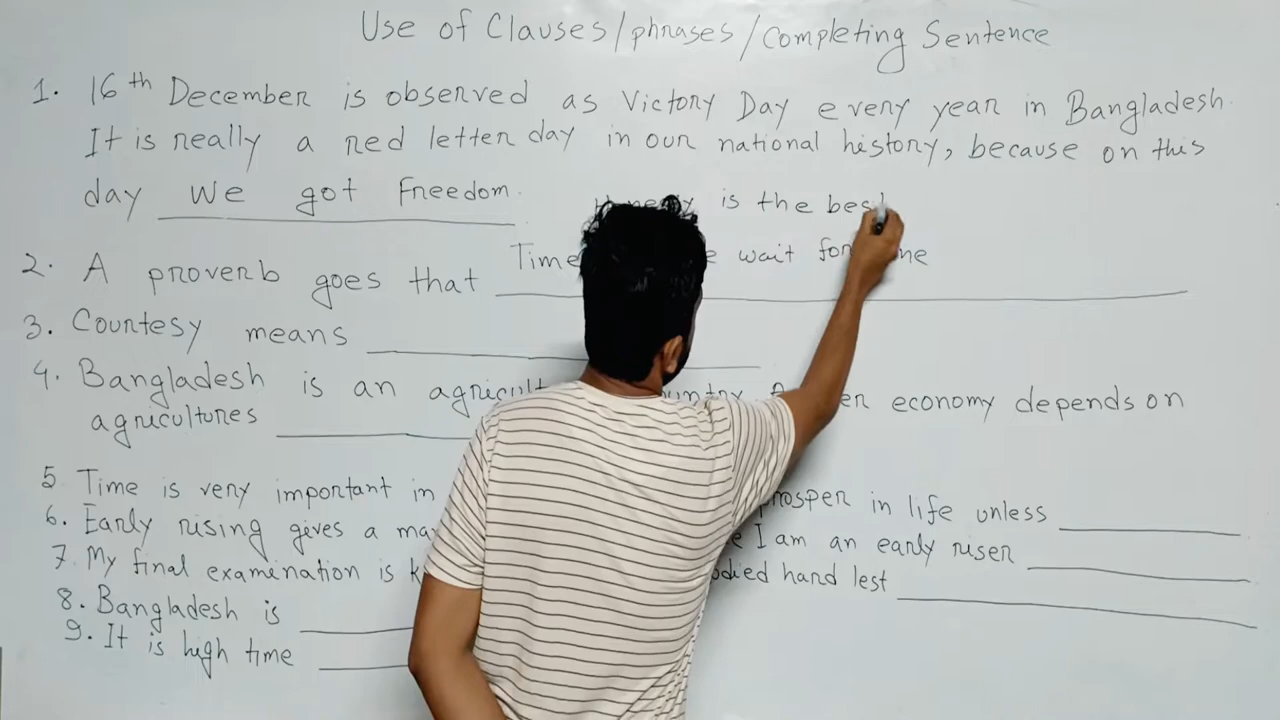 Use of Clauses/phrases/completing Sentence
1. 16th December is observed as Victory Day every year in Bangladesh.
It is really a red letter day in our national history, because on this
day We got Freedom.
is the best
2. A proverb goes that Time wait for
3. Courtesy means
4. Bangladesh is an economy depends on
agricultures
5 Time is very important in prosper in life unless
6. Early rising gives a I am an early riser
7. My final examination is hand lest
8. Bangladesh is
9. It is high time